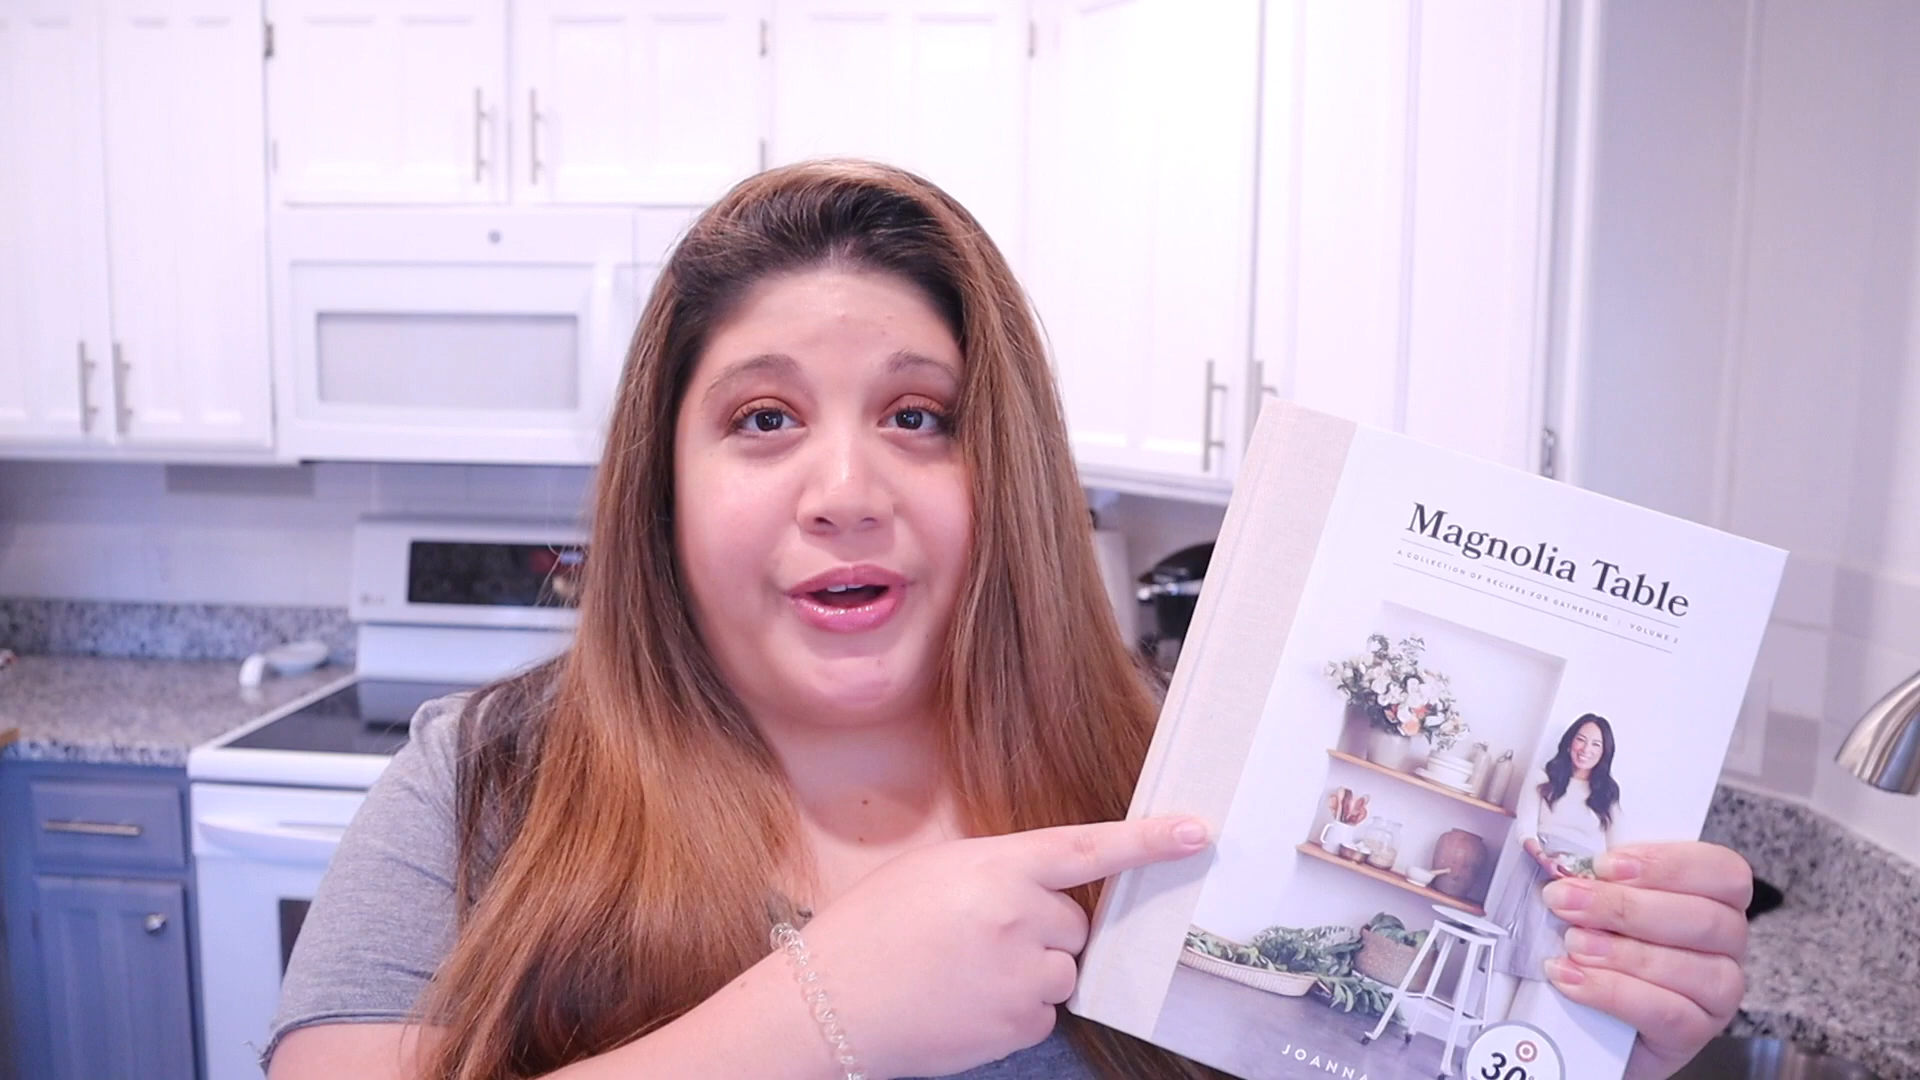 Magnolia Table
A COLLECTION OF RECIPES FOR GATHERING | VOLUME 2
JOANNA
30